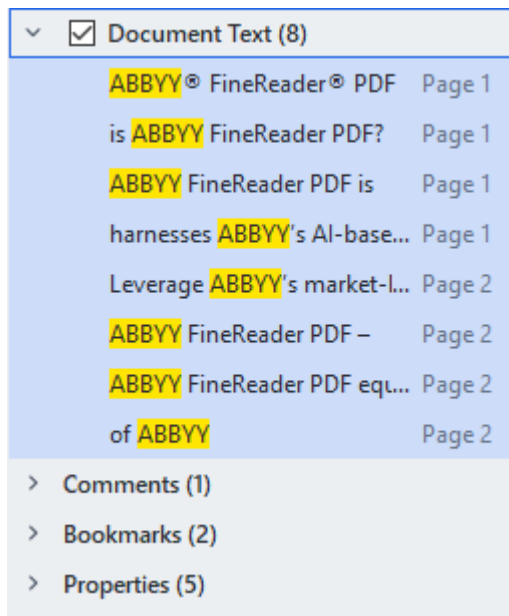 Document Text (8)
ABBYY® FineReader® PDF Page 1
is ABBYY FineReader PDF? Page 1
ABBYY FineReader PDF is Page 1
harnesses ABBYY's AI-base... Page 1
Leverage ABBYY's market-l... Page 2
ABBYY FineReader PDF – Page 2
ABBYY FineReader PDF equ... Page 2
of ABBYY Page 2
Comments (1)
Bookmarks (2)
Properties (5)